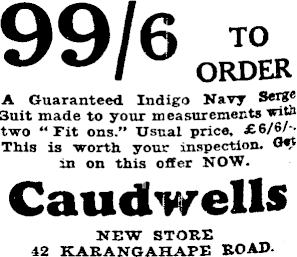 99/6 TO
ORDER
A Guaranteed Indigo Navy Serge
Suit made to your measurements with
two "Fit ons." Usual price, £6/6/-.
This is worth your inspection. Get
in on this offer NOW.
Caudwells
NEW STORE
42 KARANGAHAPE ROAD.